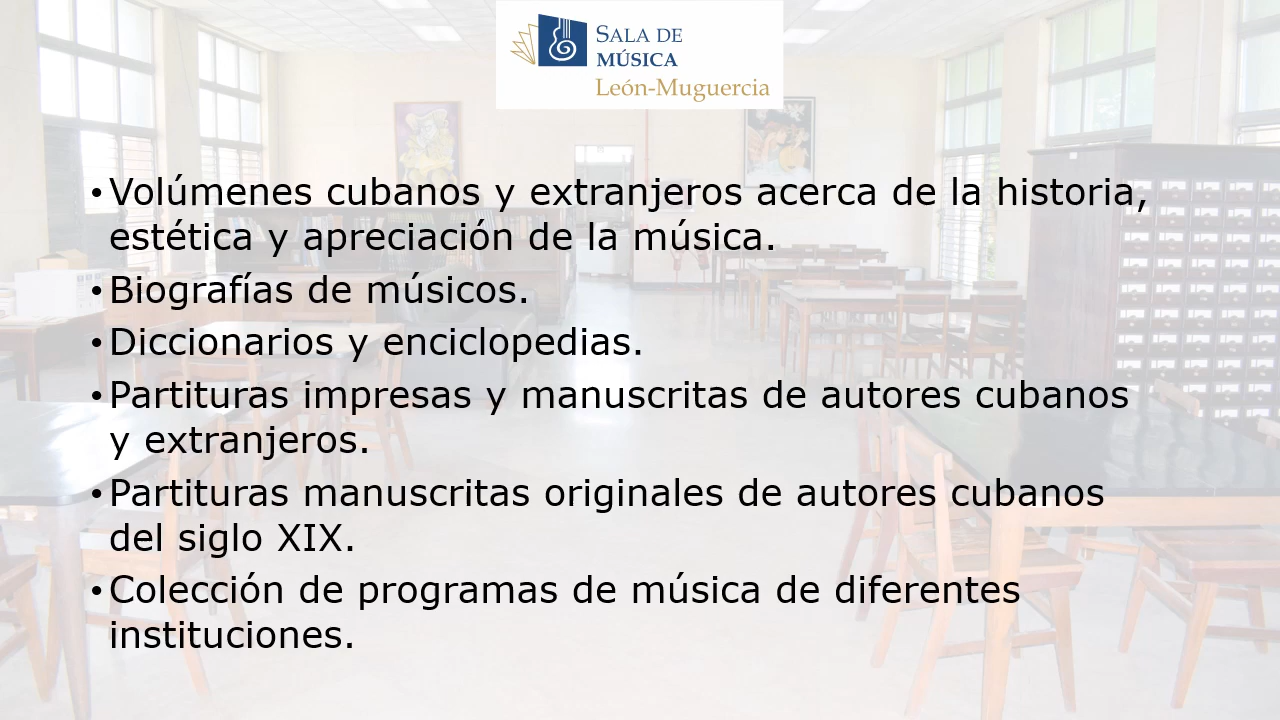 SALA DE
MÚSICA
León-Muguercia
• Volúmenes cubanos y extranjeros acerca de la historia,
estética y apreciación de la música.
• Biografías de músicos.
• Diccionarios y enciclopedias.
• Partituras impresas y manuscritas de autores cubanos
y extranjeros.
• Partituras manuscritas originales de autores cubanos
del siglo XIX.
• Colección de programas de música de diferentes
instituciones.